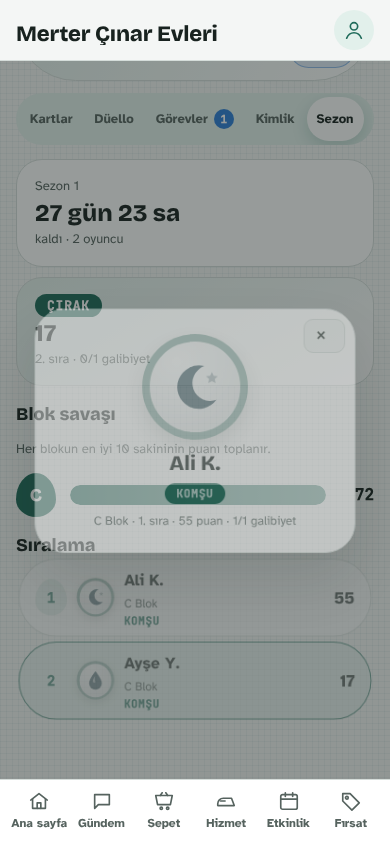 Merter Çınar Evleri
Kartlar Düello Görevler 1 Kimlik Sezon
Sezon 1
27 gün 23 sa
kaldı · 2 oyuncu
ÇIRAK
17
2. sıra · 0/1 galibiyet
×
Blok savaşı
Her blokun en iyi 10 sakininin puanı toplanır.
Ali K.
C 72
KOMŞU
C Blok · 1. sıra · 55 puan · 1/1 galibiyet
Sıralama
1 Ali K. 55
C Blok
KOMŞU
2 Ayşe Y. 17
C Blok
KOMŞU
Ana sayfa Gündem Sepet Hizmet Etkinlik Fırsat